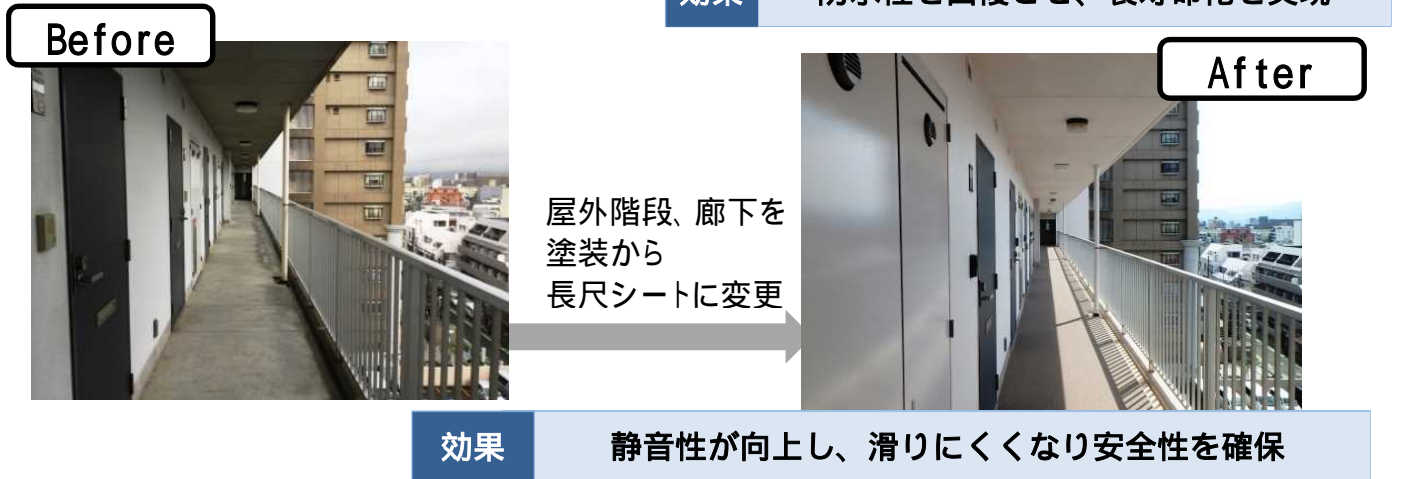 効果
Before
After
屋外階段、廊下を
塗装から
長尺シートに変更
効果 静音性が向上し、滑りにくくなり安全性を確保